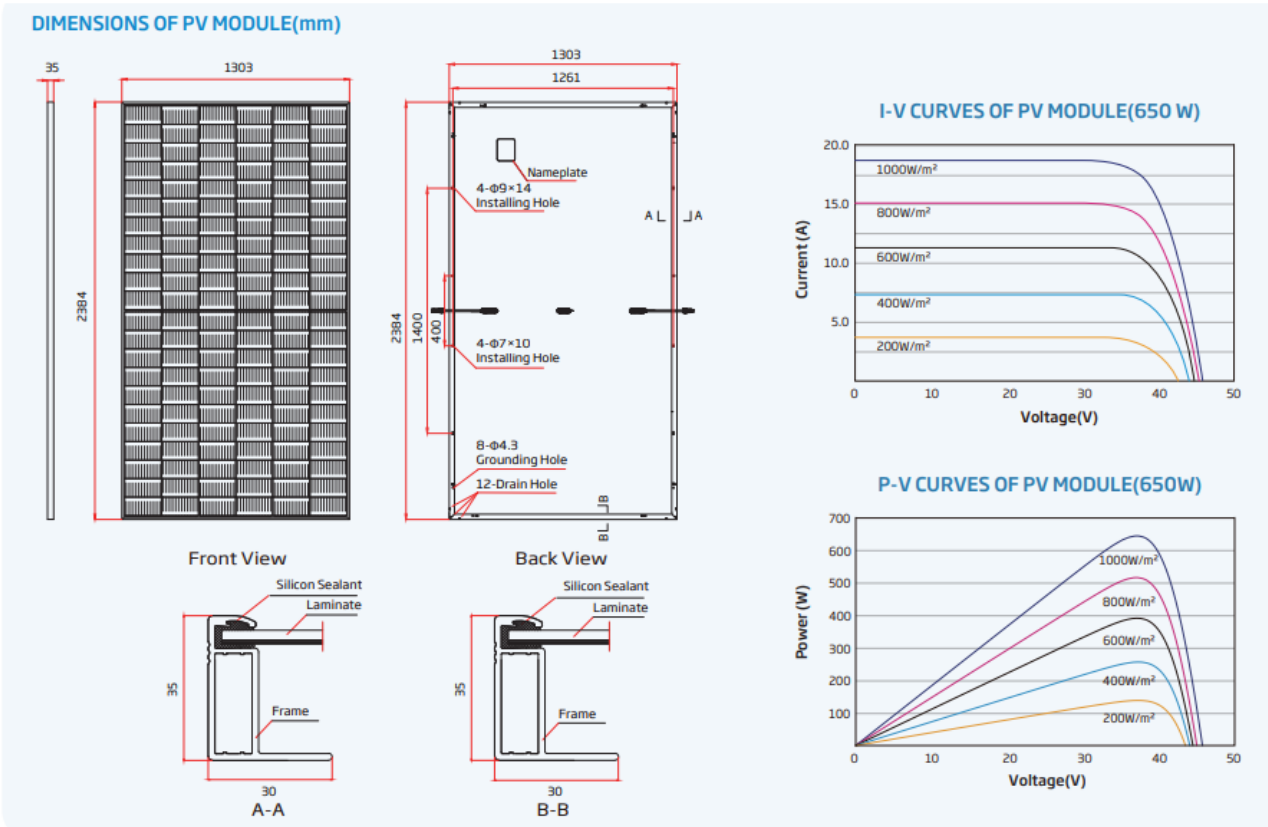 DIMENSIONS OF PV MODULE(mm)
35
1303
2384
Front View
1303
1261
Nameplate
4-Φ9×14
Installing Hole
A
A
2384
1400
400
4-Φ7×10
Installing Hole
8-Φ4.3
Grounding Hole
12-Drain Hole
B
B
Back View
Silicon Sealant
Laminate
35
Frame
30
A-A
Silicon Sealant
Laminate
35
Frame
30
B-B
I-V CURVES OF PV MODULE(650 W)
20.0
15.0
10.0
5.0
Current (A)
1000W/m²
800W/m²
600W/m²
400W/m²
200W/m²
0 10 20 30 40 50
Voltage(V)
P-V CURVES OF PV MODULE(650W)
700
600
500
400
300
200
100
Power (W)
1000W/m²
800W/m²
600W/m²
400W/m²
200W/m²
0 10 20 30 40 50
Voltage(V)